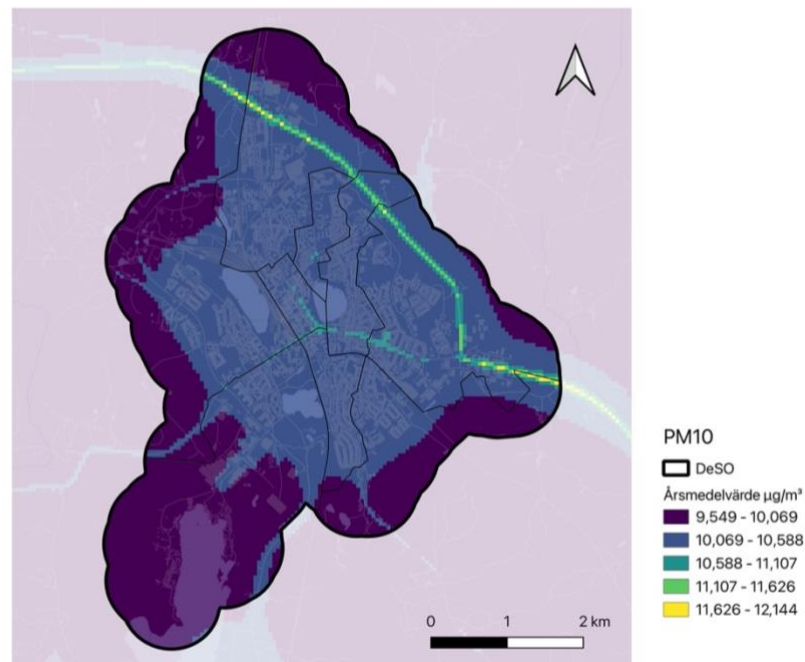 PM10
DeSO
Årsmedelvärde µg/m³
9,549 - 10,069
10,069 - 10,588
10,588 - 11,107
11,107 - 11,626
11,626 - 12,144
0 1 2 km